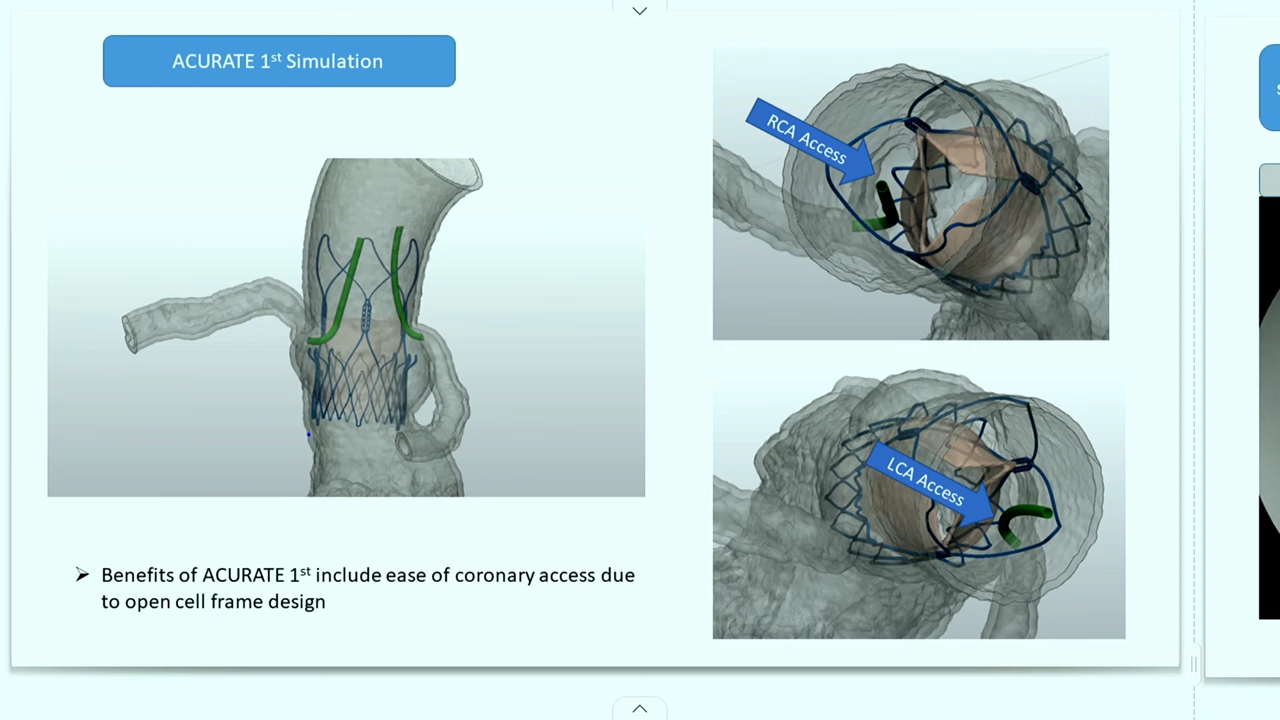 ACURATE 1st Simulation
RCA Access
LCA Access
➢ Benefits of ACURATE 1st include ease of coronary access due
to open cell frame design